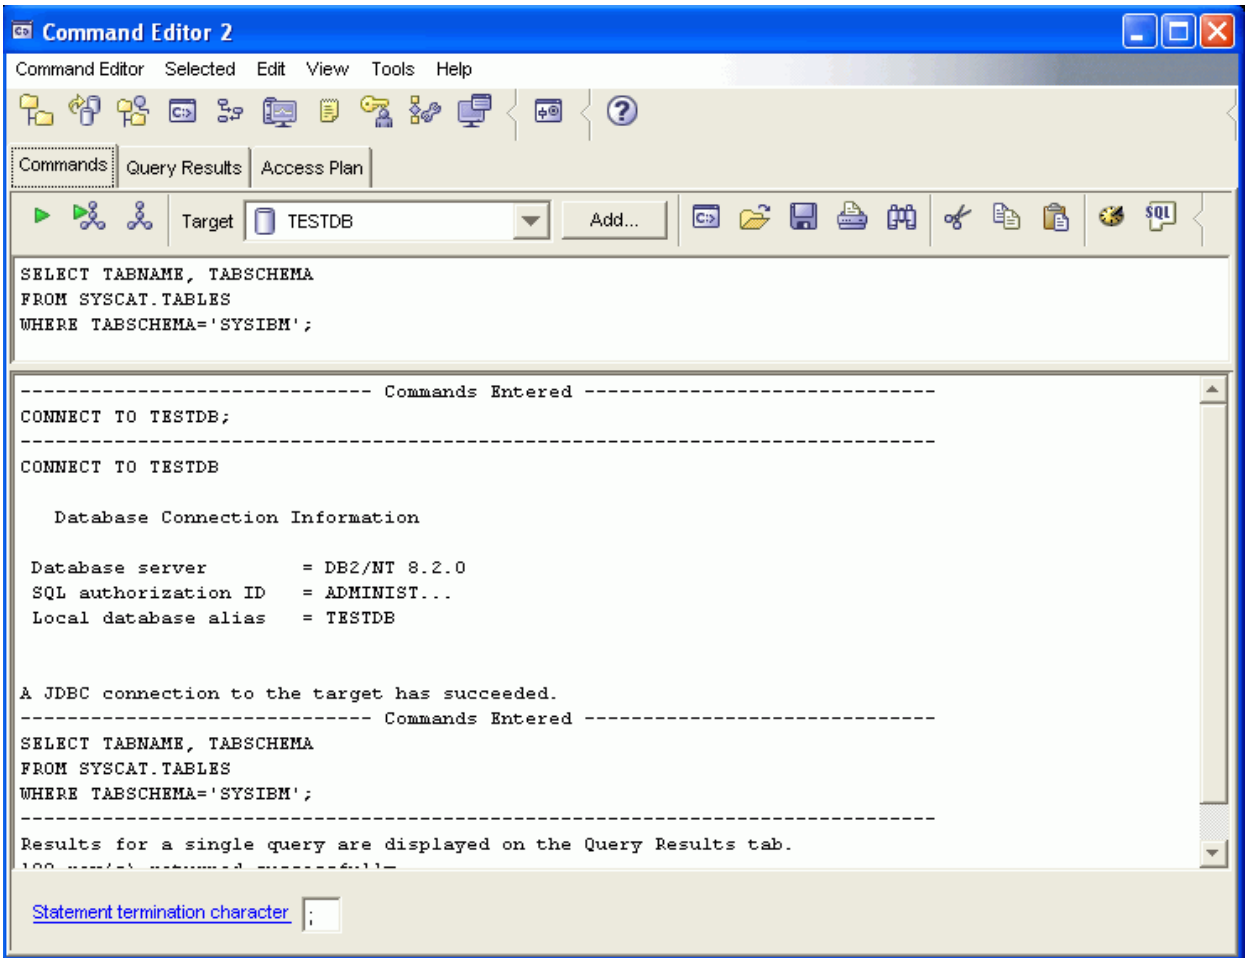 Command Editor 2
Command Editor Selected Edit View Tools Help
Commands Query Results Access Plan
Target TESTDB Add... SQL
SELECT TABNAME, TABSCHEMA
FROM SYSCAT.TABLES
WHERE TABSCHEMA='SYSIBM';
------------------------------ Commands Entered ------------------------------
CONNECT TO TESTDB;
------------------------------------------------------------------------------
CONNECT TO TESTDB
Database Connection Information
Database server = DB2/NT 8.2.0
SQL authorization ID = ADMINIST...
Local database alias = TESTDB
A JDBC connection to the target has succeeded.
------------------------------ Commands Entered ------------------------------
SELECT TABNAME, TABSCHEMA
FROM SYSCAT.TABLES
WHERE TABSCHEMA='SYSIBM';
------------------------------------------------------------------------------
Results for a single query are displayed on the Query Results tab.
row(s) returned successfully
Statement termination character ;